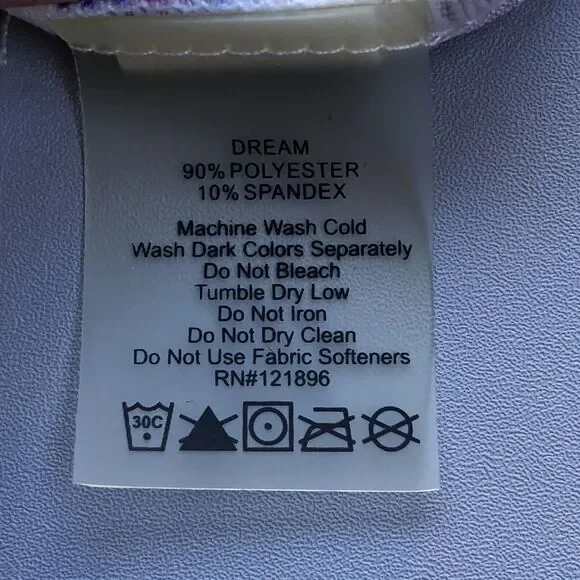 DREAM
90% POLYESTER
10% SPANDEX
Machine Wash Cold
Wash Dark Colors Separately
Do Not Bleach
Tumble Dry Low
Do Not Iron
Do Not Dry Clean
Do Not Use Fabric Softeners
RN#121896
30C